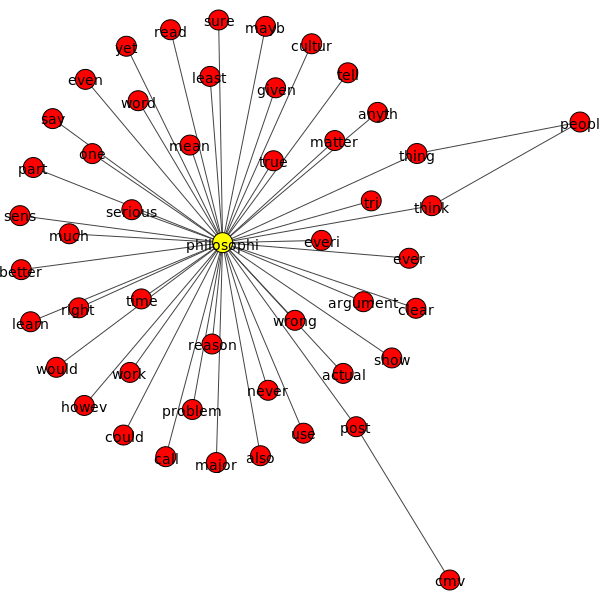 sure
mayb
read
cultur
yet
tell
least
even
given
word
anyth
say
peopl
matter
mean
one
thing
true
part
tri
think
serious
sens
much
everi
philosophi
ever
better
time
argument
right
clear
learn
wrong
reason
show
would
work
actual
never
howev
problem
post
use
could
call
also
major
cmv